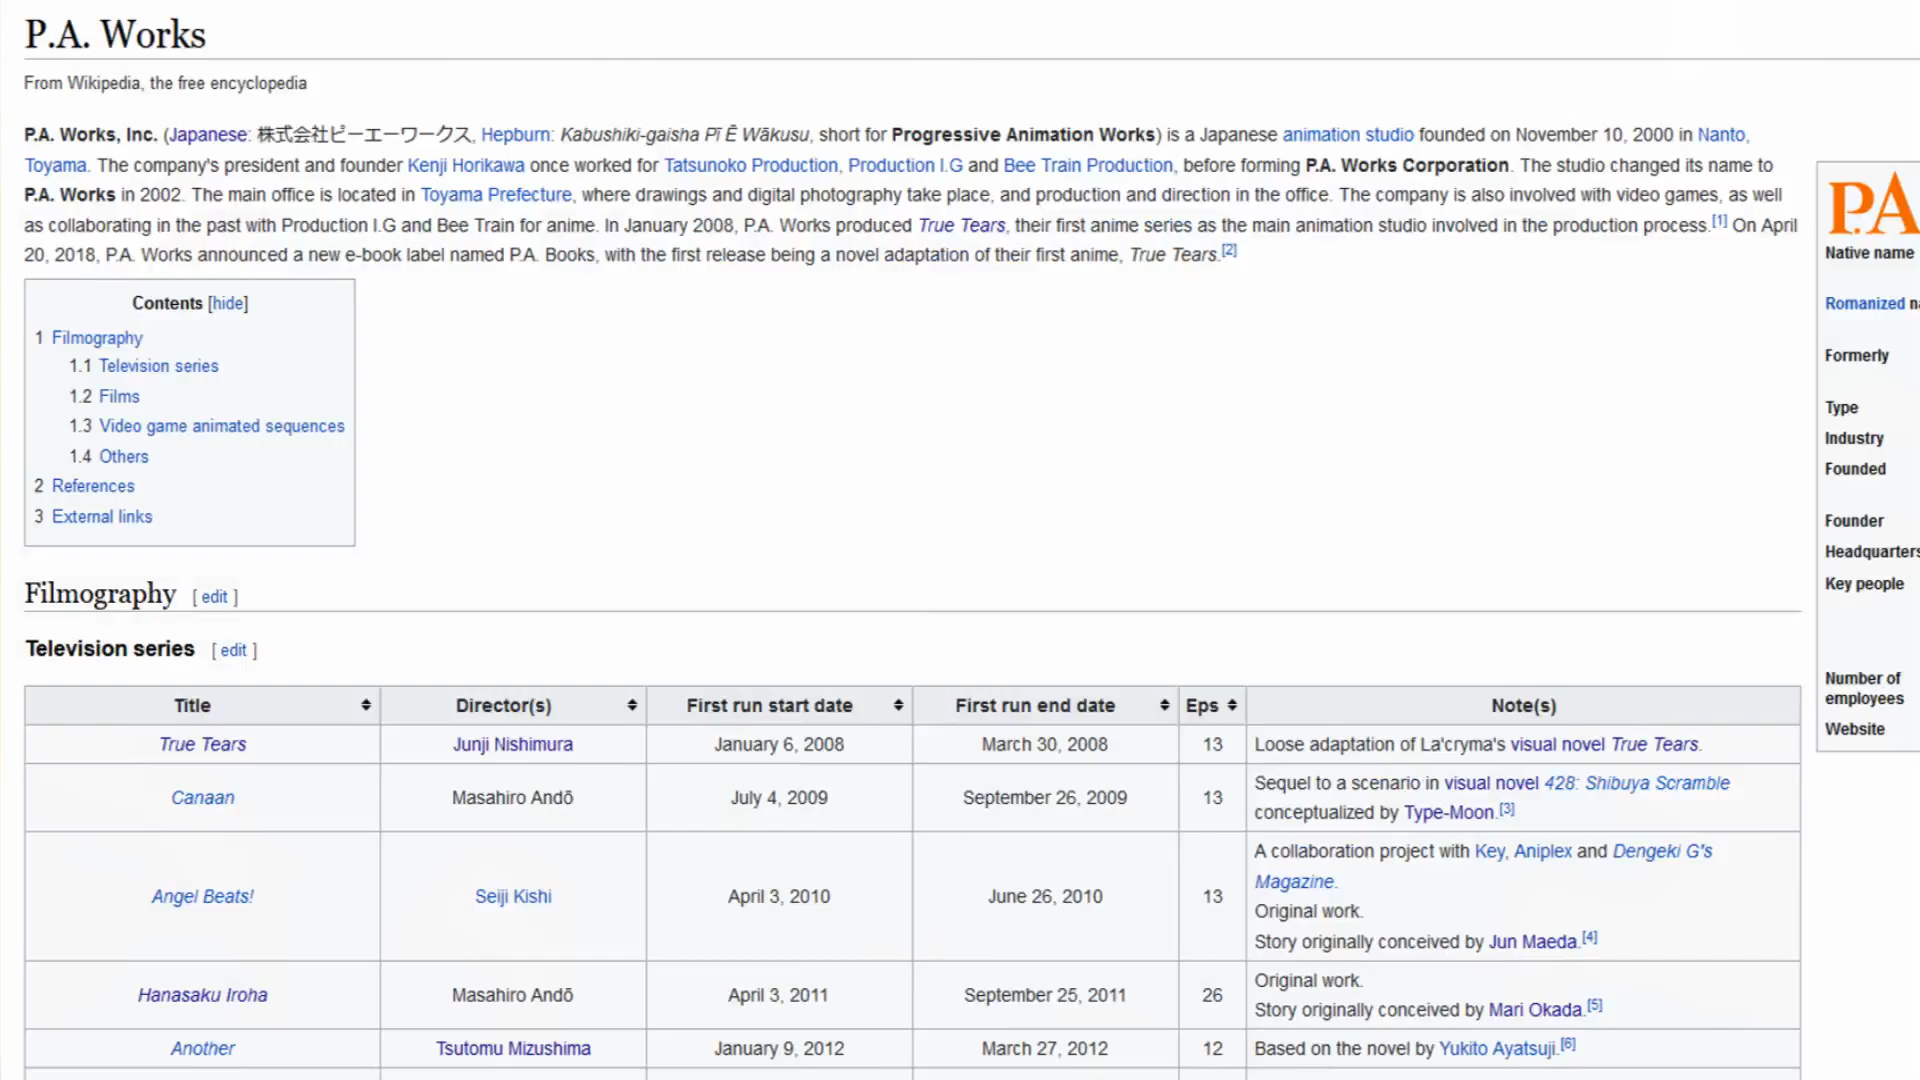 P.A. Works
From Wikipedia, the free encyclopedia
P.A. Works, Inc. (Japanese: 株式会社ピーエーワークス, Hepburn: Kabushiki-gaisha Pī Ē Wākusu, short for Progressive Animation Works) is a Japanese animation studio founded on November 10, 2000 in Nanto,
Toyama. The company's president and founder Kenji Horikawa once worked for Tatsunoko Production, Production I.G and Bee Train Production, before forming P.A. Works Corporation. The studio changed its name to
P.A. Works in 2002. The main office is located in Toyama Prefecture, where drawings and digital photography take place, and production and direction in the office. The company is also involved with video games, as well
as collaborating in the past with Production I.G and Bee Train for anime. In January 2008, P.A. Works produced True Tears, their first anime series as the main animation studio involved in the production process.[1] On April
20, 2018, P.A. Works announced a new e-book label named P.A. Books, with the first release being a novel adaptation of their first anime, True Tears.[2]
P.A
Native name
Romanized na
Formerly
Type
Industry
Founded
Founder
Headquarters
Key people
Number of
employees
Website
Contents [hide]
1 Filmography
1.1 Television series
1.2 Films
1.3 Video game animated sequences
1.4 Others
2 References
3 External links
Filmography [ edit ]
Television series [ edit ]
Title Director(s) First run start date First run end date Eps Note(s)
True Tears Junji Nishimura January 6, 2008 March 30, 2008 13 Loose adaptation of La'cryma's visual novel True Tears.
Canaan Masahiro Andō July 4, 2009 September 26, 2009 13 Sequel to a scenario in visual novel 428: Shibuya Scramble
conceptualized by Type-Moon.[3]
Angel Beats! Seiji Kishi April 3, 2010 June 26, 2010 13 A collaboration project with Key, Aniplex and Dengeki G's
Magazine.
Original work.
Story originally conceived by Jun Maeda.[4]
Hanasaku Iroha Masahiro Andō April 3, 2011 September 25, 2011 26 Original work.
Story originally conceived by Mari Okada.[5]
Another Tsutomu Mizushima January 9, 2012 March 27, 2012 12 Based on the novel by Yukito Ayatsuji.[6]